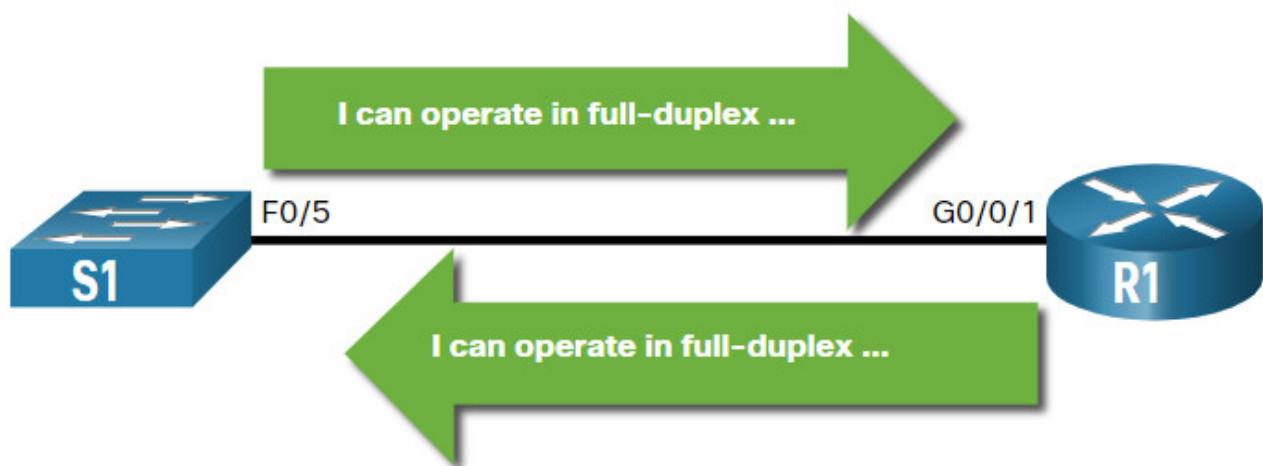 I can operate in full-duplex ...
F0/5
G0/0/1
S1
R1
I can operate in full-duplex ...